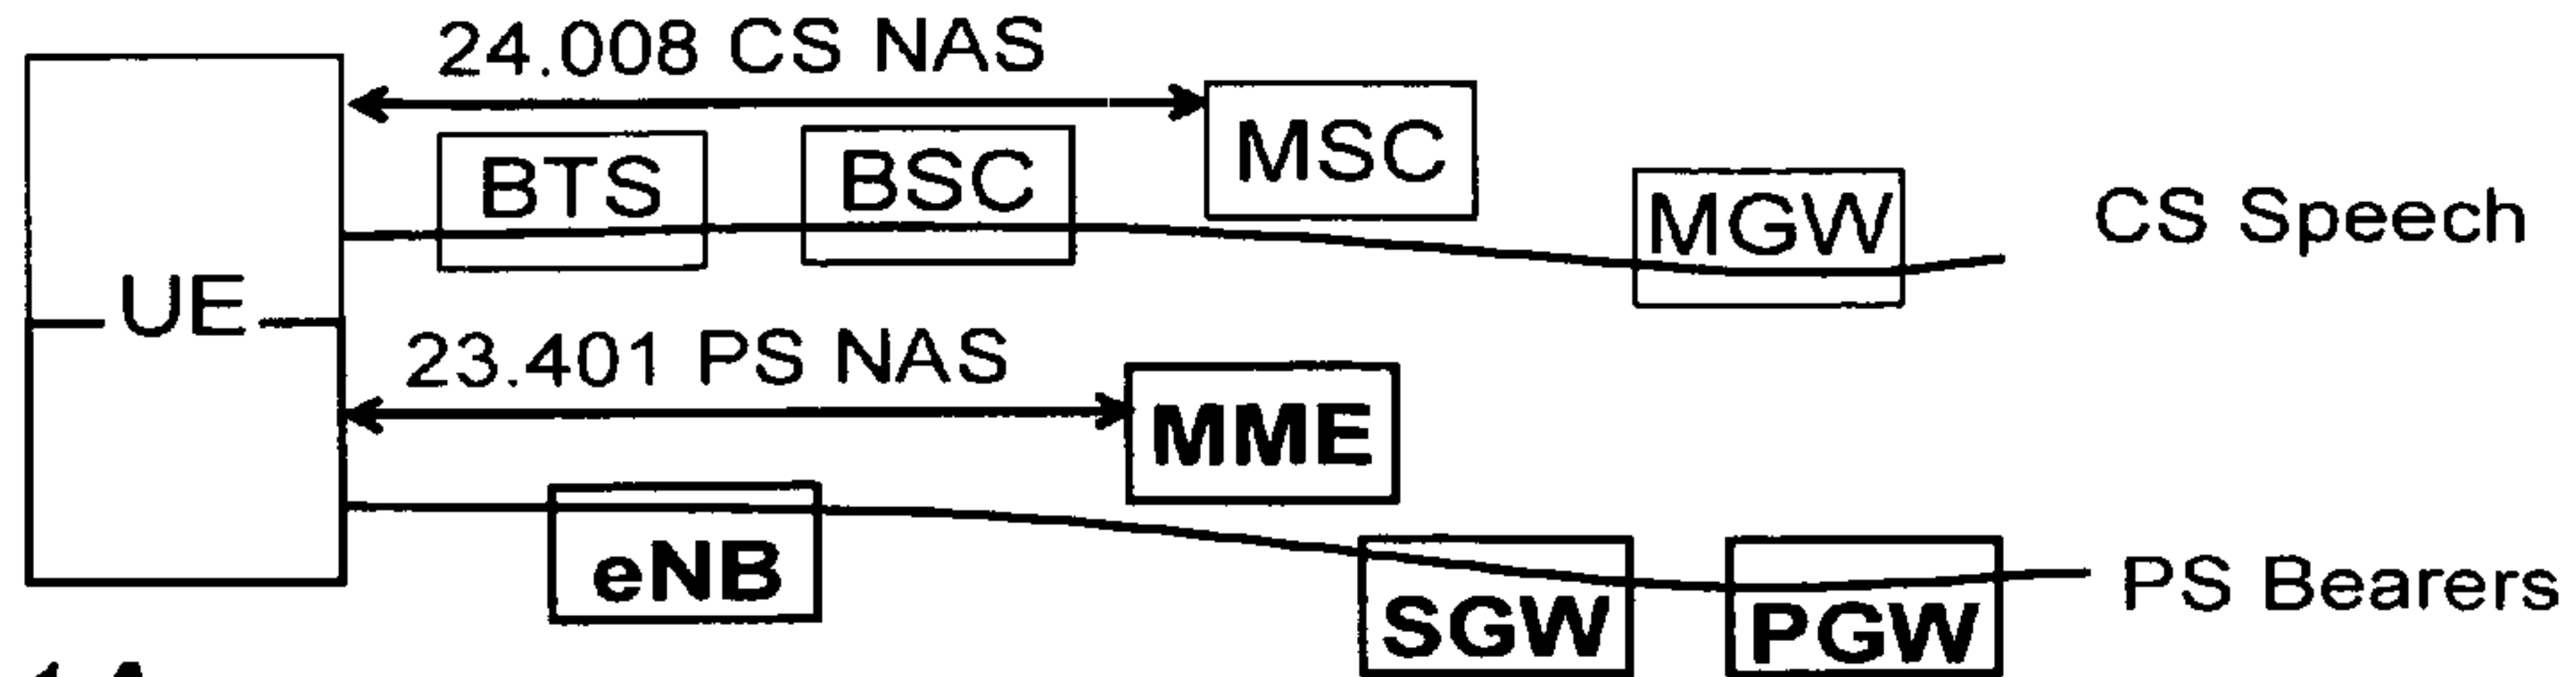 24.008 CS NAS
MSC
BTS
BSC
MGW
CS Speech
UE
23.401 PS NAS
MME
eNB
SGW
PGW
PS Bearers